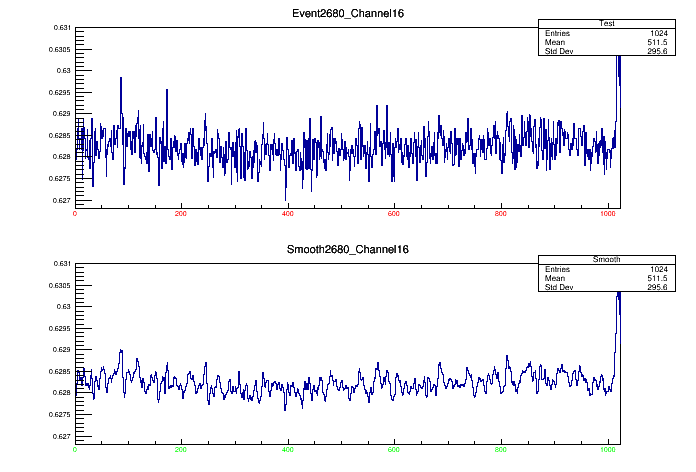 Event2680_Channel16
Test
Entries 1024
Mean 511.5
Std Dev 295.6
0.631
0.6305
0.63
0.6295
0.629
0.6285
0.628
0.6275
0.627
0 200 400 600 800 1000
Smooth2680_Channel16
Smooth
Entries 1024
Mean 511.5
Std Dev 295.6
0.631
0.6305
0.63
0.6295
0.629
0.6285
0.628
0.6275
0.627
0 200 400 600 800 1000